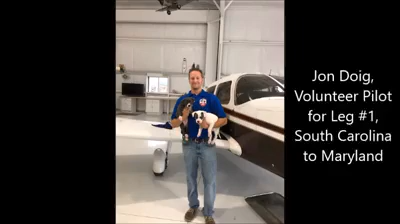 Jon Doig,
Volunteer Pilot
for Leg #1,
South Carolina
to Maryland